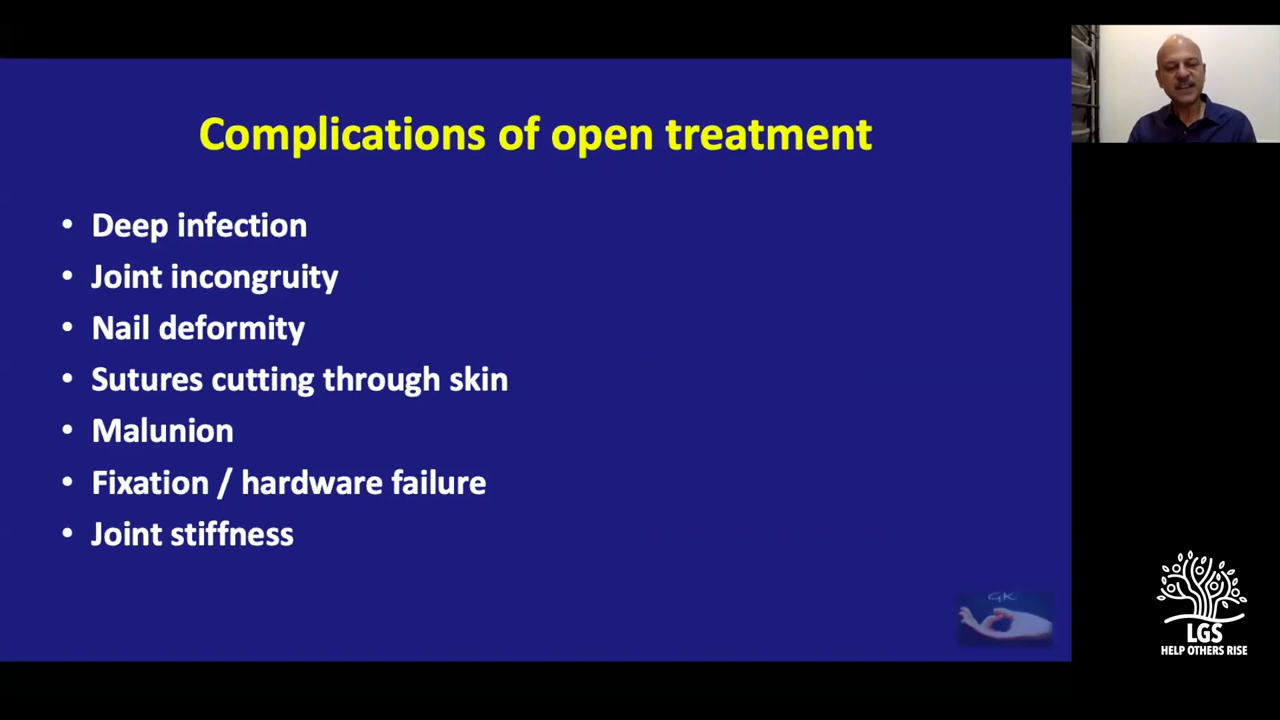 Complications of open treatment
• Deep infection
• Joint incongruity
• Nail deformity
• Sutures cutting through skin
• Malunion
• Fixation / hardware failure
• Joint stiffness
GK
LGS
HELP OTHERS RISE